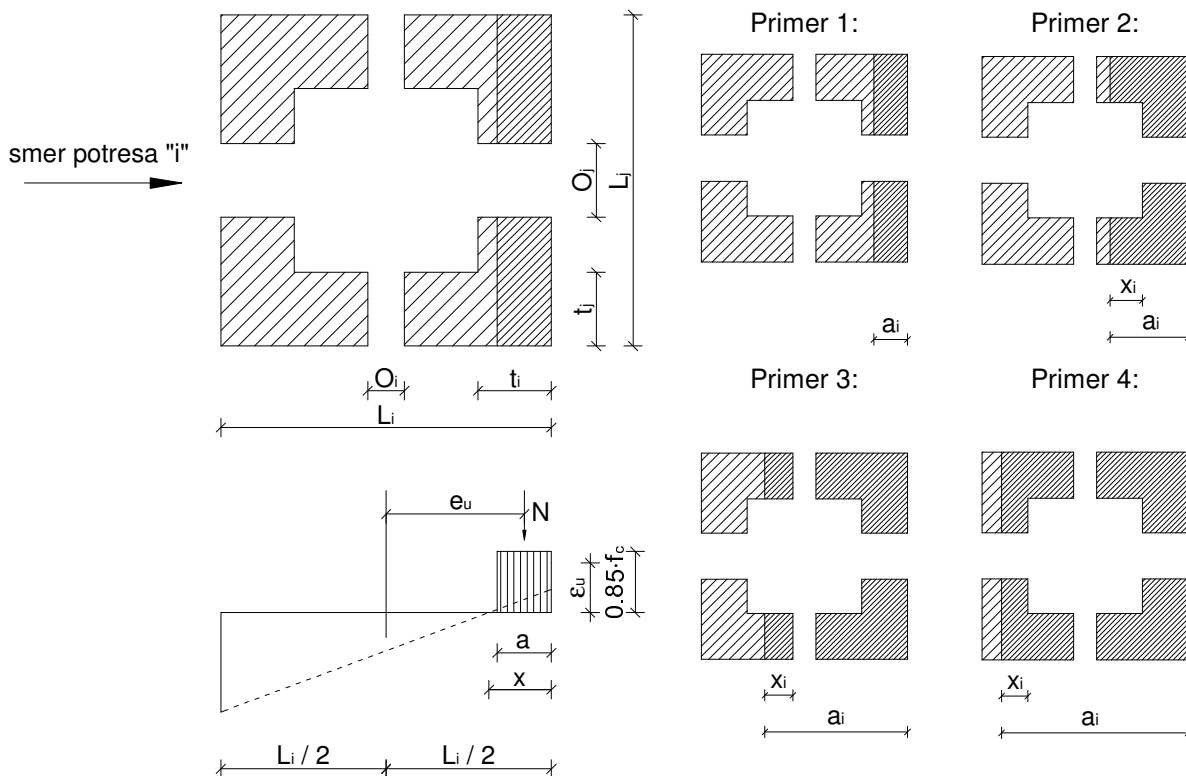 Primer 1:
Primer 2:
smer potresa "i"
Oj
Lj
tj
Oi
ti
Li
ai
xi
ai
Primer 3:
Primer 4:
eu
N
εu
0.85·fc
a
x
Li / 2
Li / 2
xi
ai
xi
ai